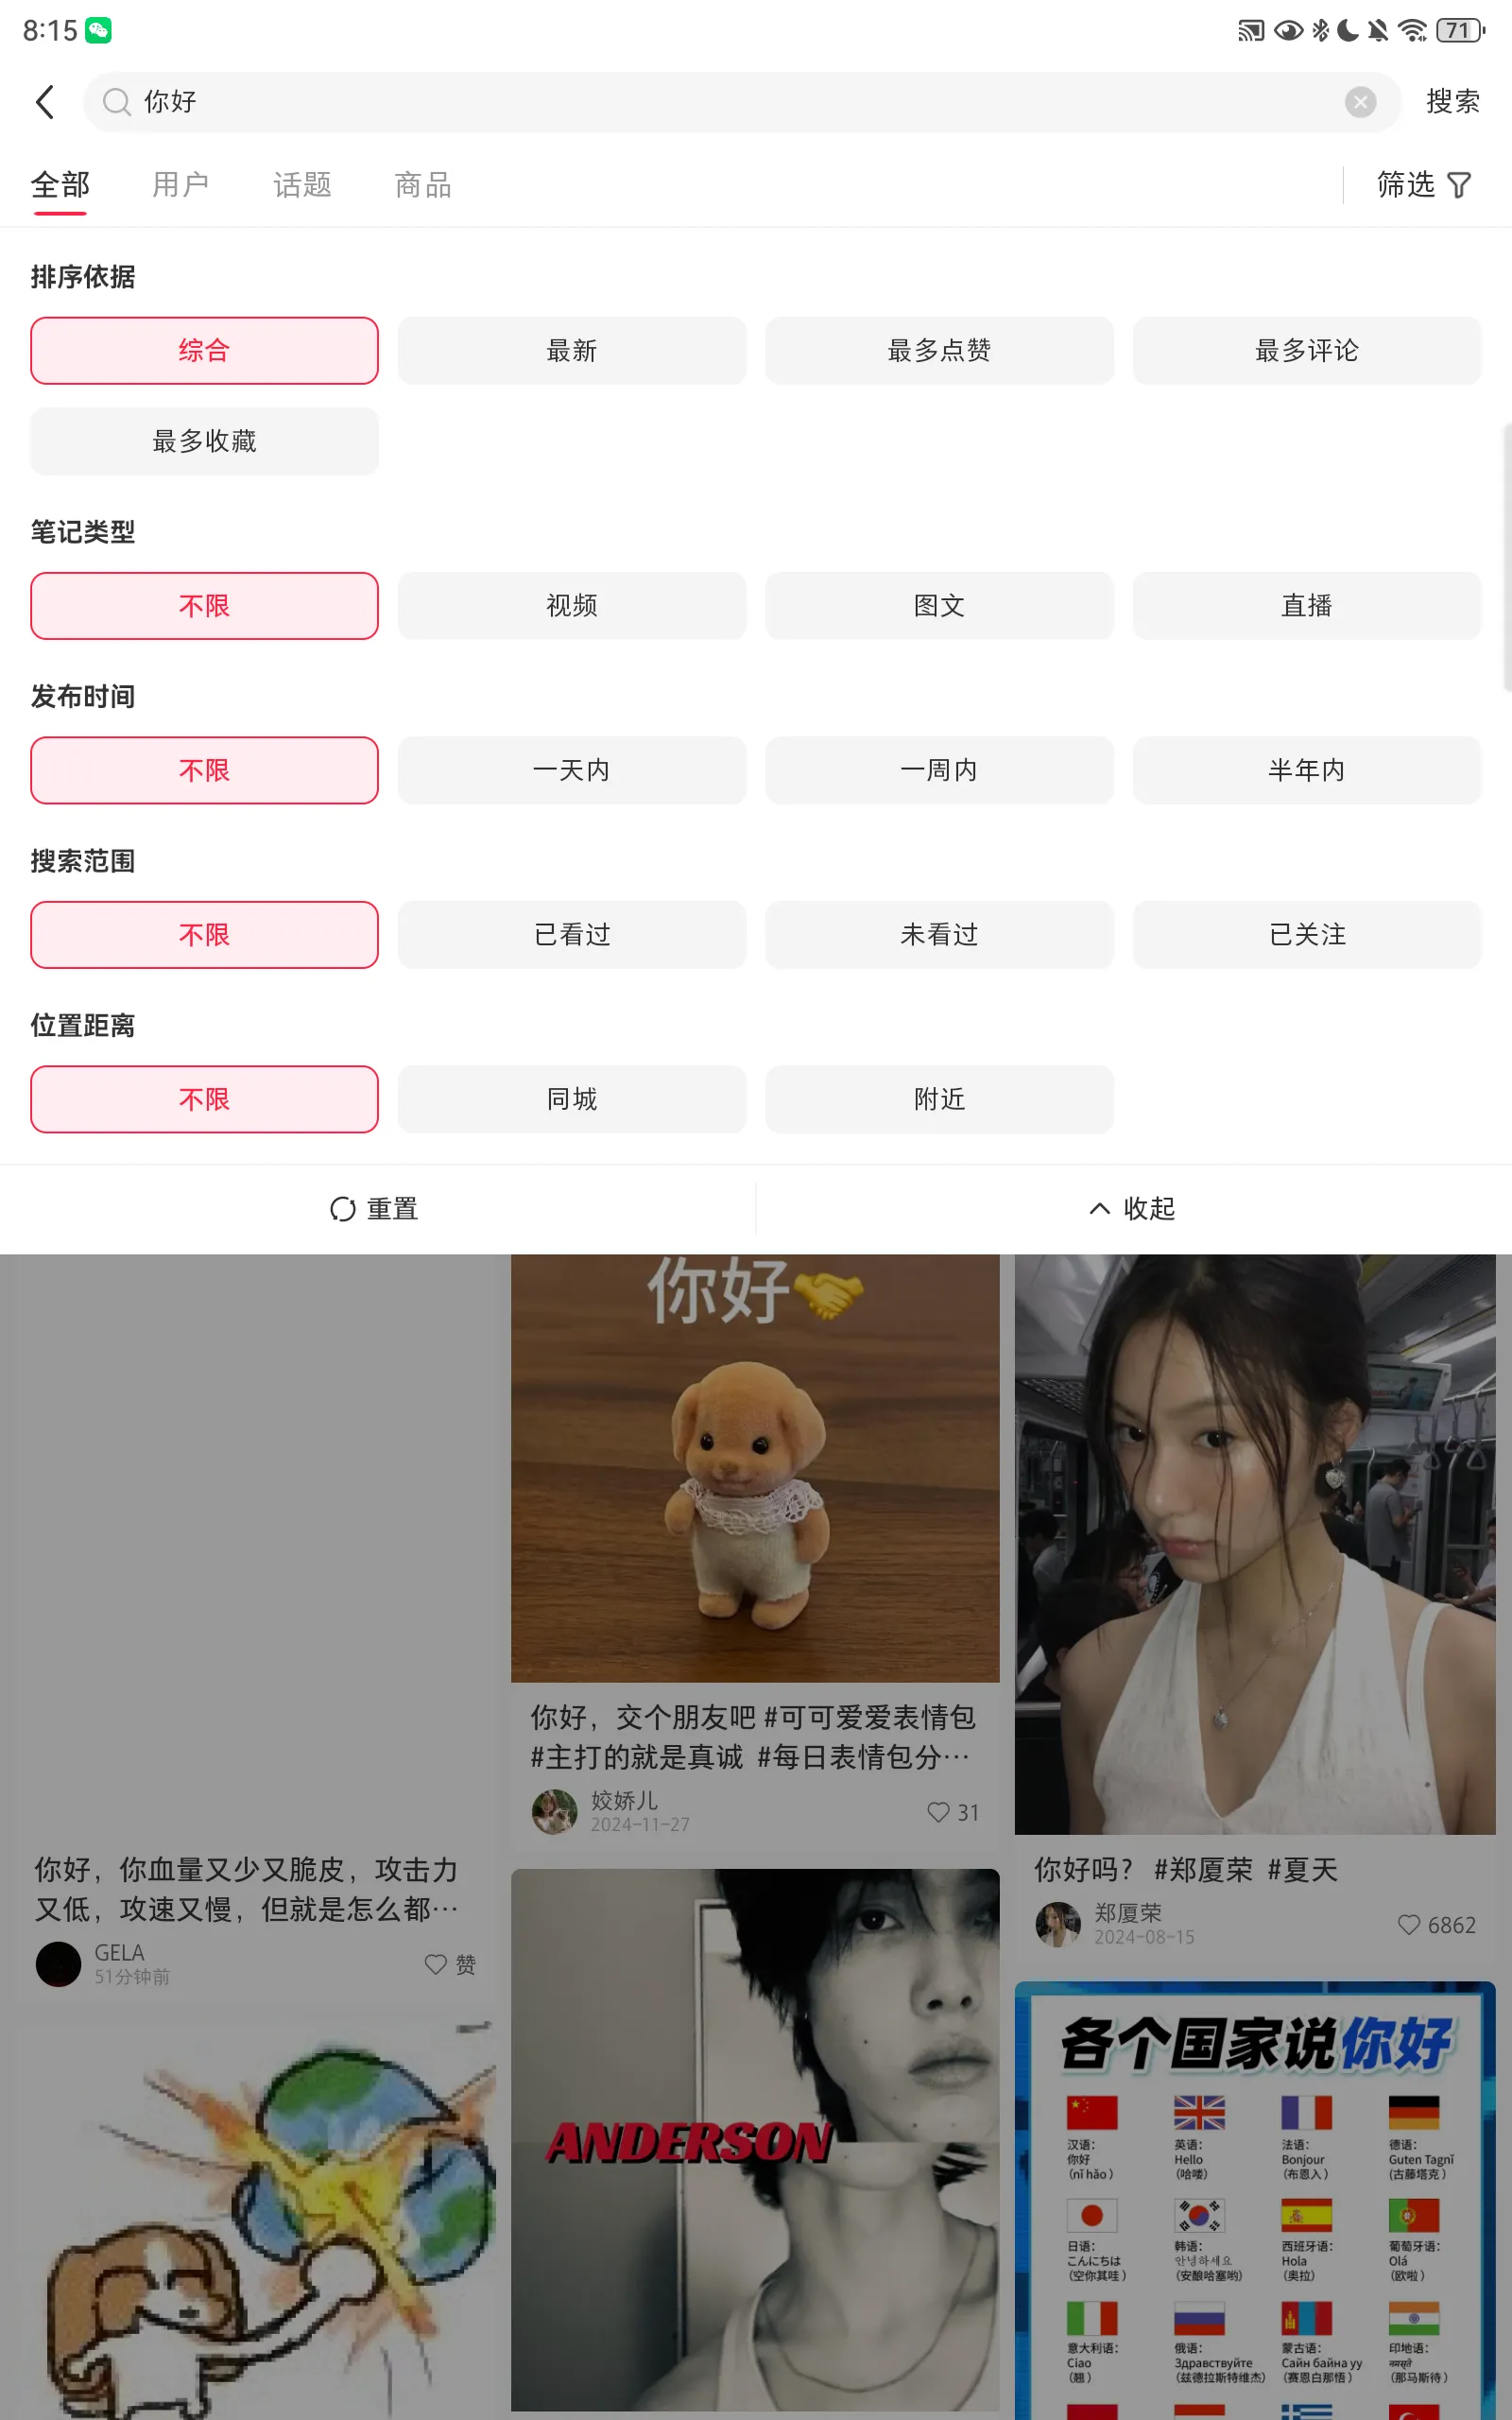 8:15
71
你好
搜索
全部 用户 话题 商品 筛选
排序依据
综合 最新 最多点赞 最多评论
最多收藏
笔记类型
不限 视频 图文 直播
发布时间
不限 一天内 一周内 半年内
搜索范围
不限 已看过 未看过 已关注
位置距离
不限 同城 附近
重置 收起
你好，你血量又少又脆皮，攻击力
又低，攻速又慢，但就是怎么都…
GELA
51分钟前
赞
你好🤝
你好，交个朋友吧 #可可爱爱表情包
#主打的就是真诚 #每日表情包分…
姣娇儿
2024-11-27
31
ANDERSON
你好吗？ #郑厦荣 #夏天
郑厦荣
2024-08-15
6862
各个国家说你好
汉语： 英语： 法语： 德语：
你好 Hello Bonjour Guten Tagni
（nǐ hǎo） （哈喽） （布恩入） （古藤塔克）
日语： 韩语： 西班牙语： 葡萄牙语：
こんにちは 안녕하세요 Hola Olá
（空你其哇） （安酿哈塞哟） （奥拉） （欧啦）
意大利语： 俄语： 蒙古语： 印地语：
Ciao Здравствуйте Сайн байна уу नमस्ते
（翘） （兹德拉斯特维杰） （赛恩白那悟） （那马斯待）